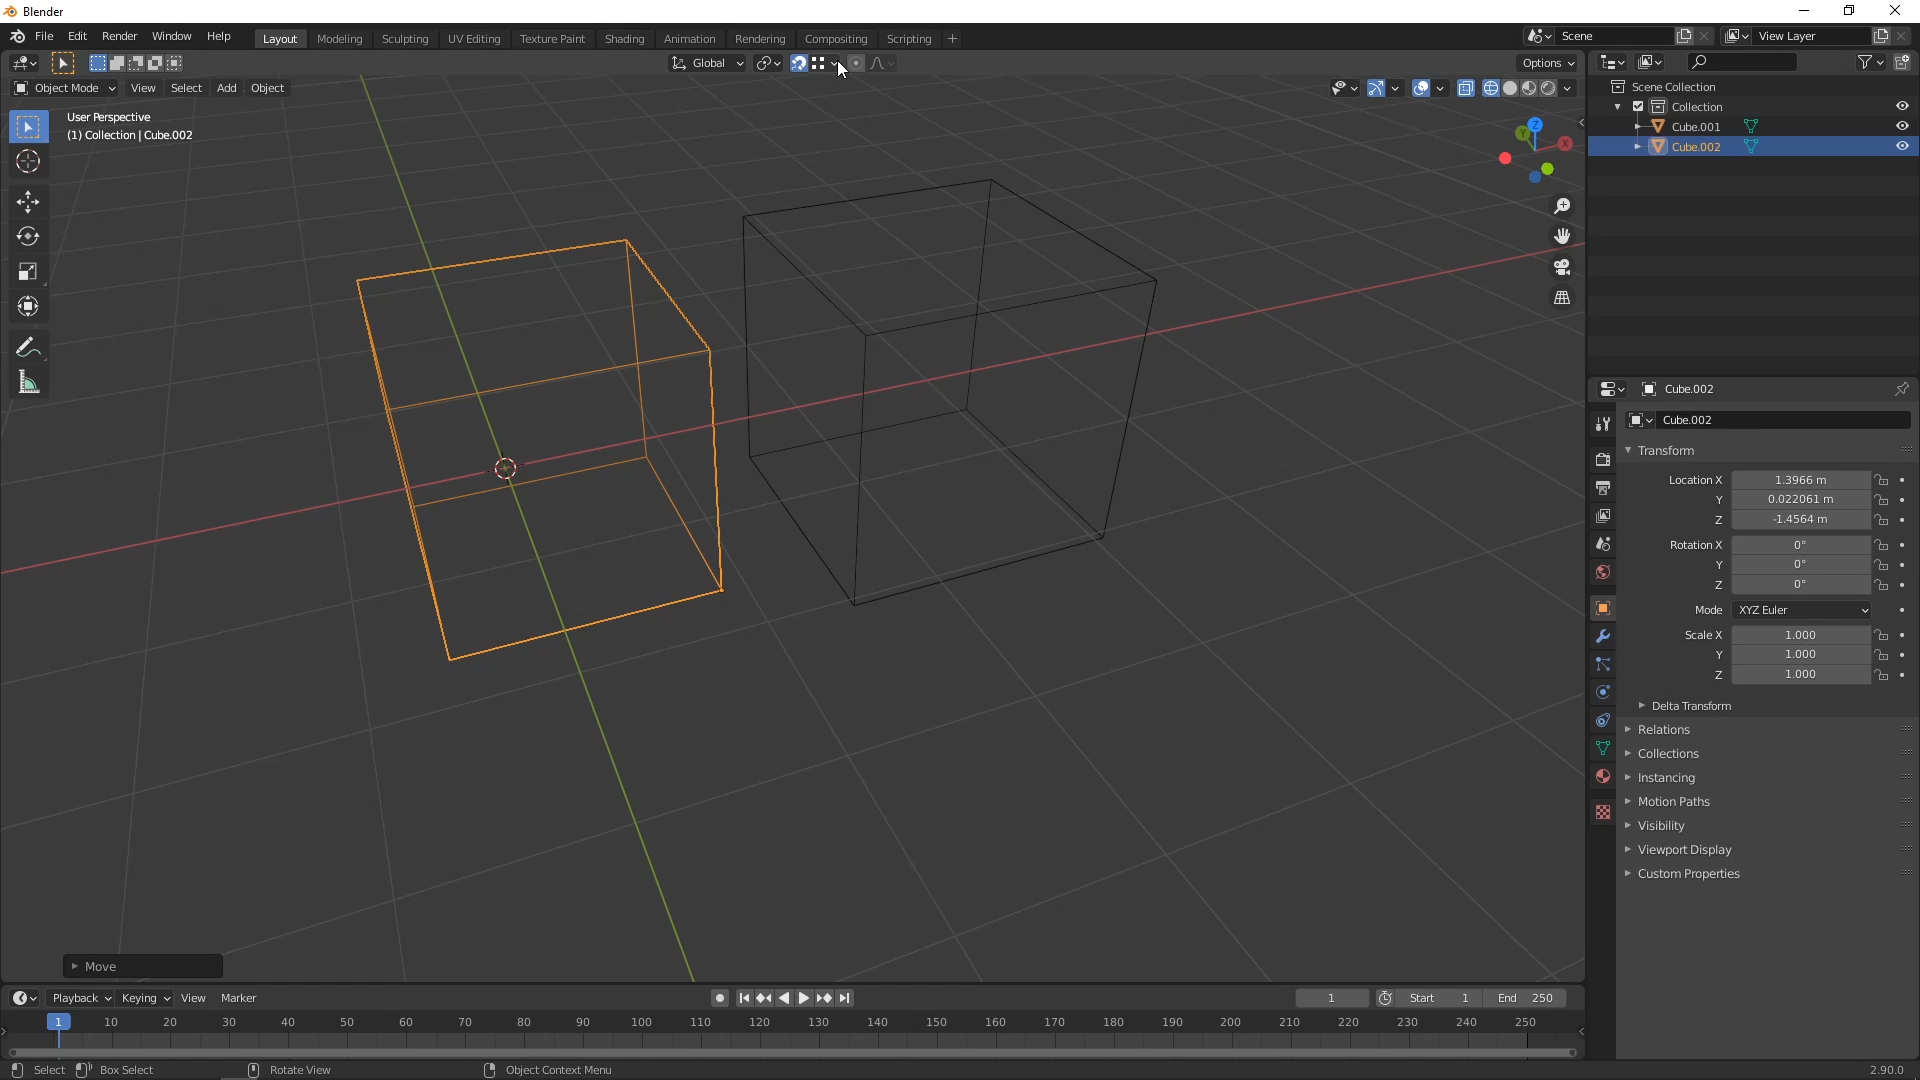 Blender
File Edit Render Window Help Layout Modeling Sculpting UV Editing Texture Paint Shading Animation Rendering Compositing Scripting + Scene View Layer
Global Options
Object Mode View Select Add Object
User Perspective
(1) Collection | Cube.002
Z
Y
X
Scene Collection
Collection
Cube.001
Cube.002
Cube.002
Cube.002
Transform
Location X 1.3966 m
Y 0.022061 m
Z -1.4564 m
Rotation X 0°
Y 0°
Z 0°
Mode XYZ Euler
Scale X 1.000
Y 1.000
Z 1.000
Delta Transform
Relations
Collections
Instancing
Motion Paths
Visibility
Viewport Display
Custom Properties
Move
Playback Keying View Marker 1 Start 1 End 250
1 10 20 30 40 50 60 70 80 90 100 110 120 130 140 150 160 170 180 190 200 210 220 230 240 250
Select Box Select Rotate View Object Context Menu 2.90.0